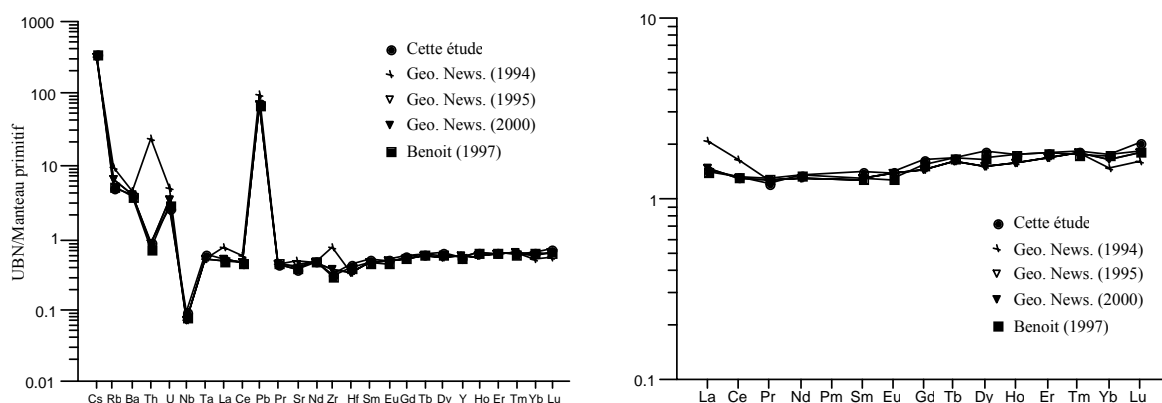 1000
100
10
1
0.1
0.01
UBN/Manteau primitif
Cette étude
Geo. News. (1994)
Geo. News. (1995)
Geo. News. (2000)
Benoit (1997)
Cs Rb Ba Th U Nb Ta La Ce Pb Pr Sr Nd Zr Hf Sm Eu Gd Tb Dy Y Ho Er Tm Yb Lu
10
1
0.1
Cette étude
Geo. News. (1994)
Geo. News. (1995)
Geo. News. (2000)
Benoit (1997)
La Ce Pr Nd Pm Sm Eu Gd Tb Dy Ho Er Tm Yb Lu